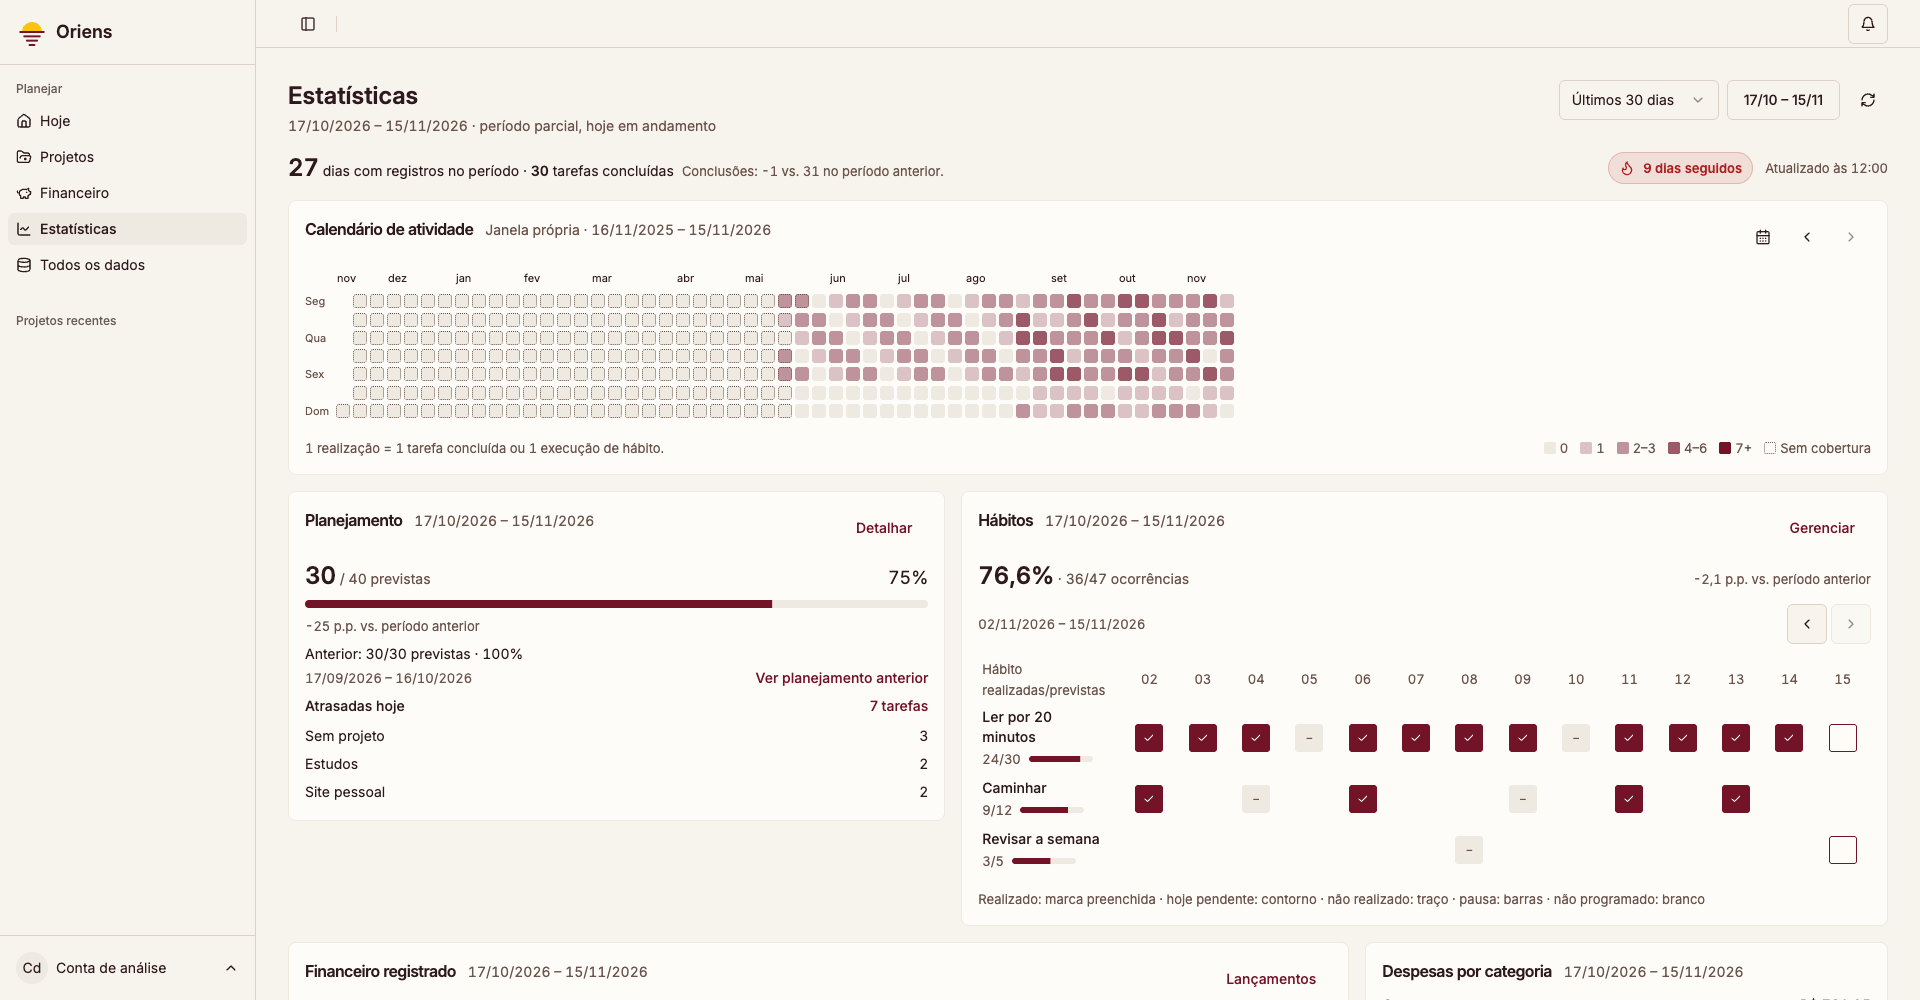 Oriens
Planejar
Hoje
Projetos
Financeiro
Estatísticas
Todos os dados
Projetos recentes
Cd Conta de análise
Estatísticas
17/10/2026 – 15/11/2026 · período parcial, hoje em andamento
Últimos 30 dias
17/10 – 15/11
27 dias com registros no período · 30 tarefas concluídas Conclusões: -1 vs. 31 no período anterior.
9 dias seguidos
Atualizado às 12:00
Calendário de atividade Janela própria · 16/11/2025 – 15/11/2026
nov dez jan fev mar abr mai jun jul ago set out nov
Seg
Qua
Sex
Dom
1 realização = 1 tarefa concluída ou 1 execução de hábito.
0 1 2–3 4–6 7+ Sem cobertura
Planejamento 17/10/2026 – 15/11/2026
Detalhar
30 / 40 previstas 75%
-25 p.p. vs. período anterior
Anterior: 30/30 previstas · 100%
17/09/2026 – 16/10/2026 Ver planejamento anterior
Atrasadas hoje 7 tarefas
Sem projeto 3
Estudos 2
Site pessoal 2
Hábitos 17/10/2026 – 15/11/2026
Gerenciar
76,6% · 36/47 ocorrências -2,1 p.p. vs. período anterior
02/11/2026 – 15/11/2026
Hábito
realizadas/previstas
02 03 04 05 06 07 08 09 10 11 12 13 14 15
Ler por 20
minutos
24/30
Caminhar
9/12
Revisar a semana
3/5
Realizado: marca preenchida · hoje pendente: contorno · não realizado: traço · pausa: barras · não programado: branco
Financeiro registrado 17/10/2026 – 15/11/2026
Lançamentos
Despesas por categoria 17/10/2026 – 15/11/2026